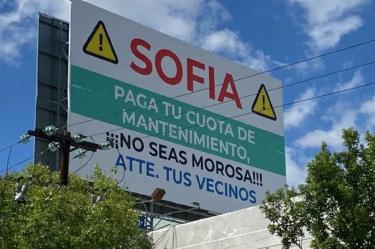 SOFIA
PAGA TU CUOTA DE
MANTENIMIENTO,
¡¡¡NO SEAS MOROSA!!!
ATTE. TUS VECINOS